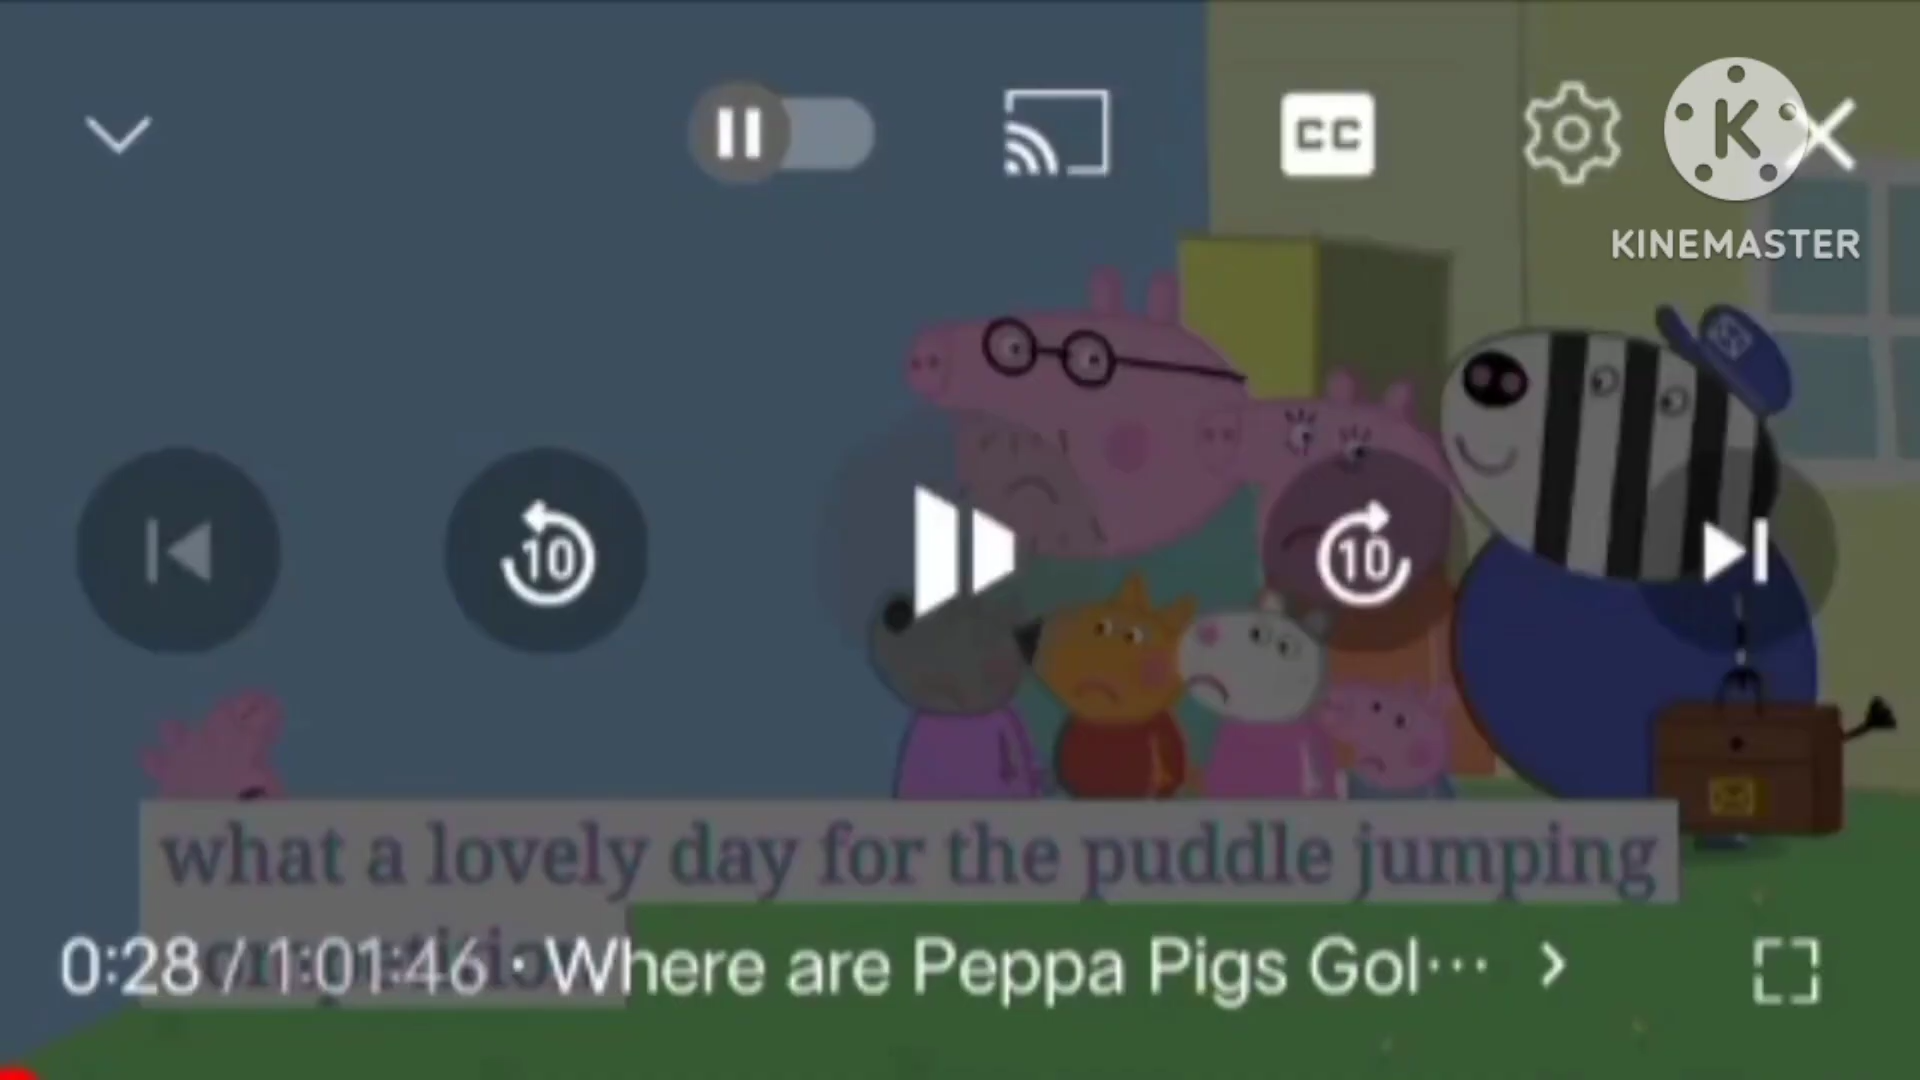 CC
K
KINEMASTER
10
10
what a lovely day for the puddle jumping
0:28 / 1:01:46 · Where are Peppa Pigs Gol...